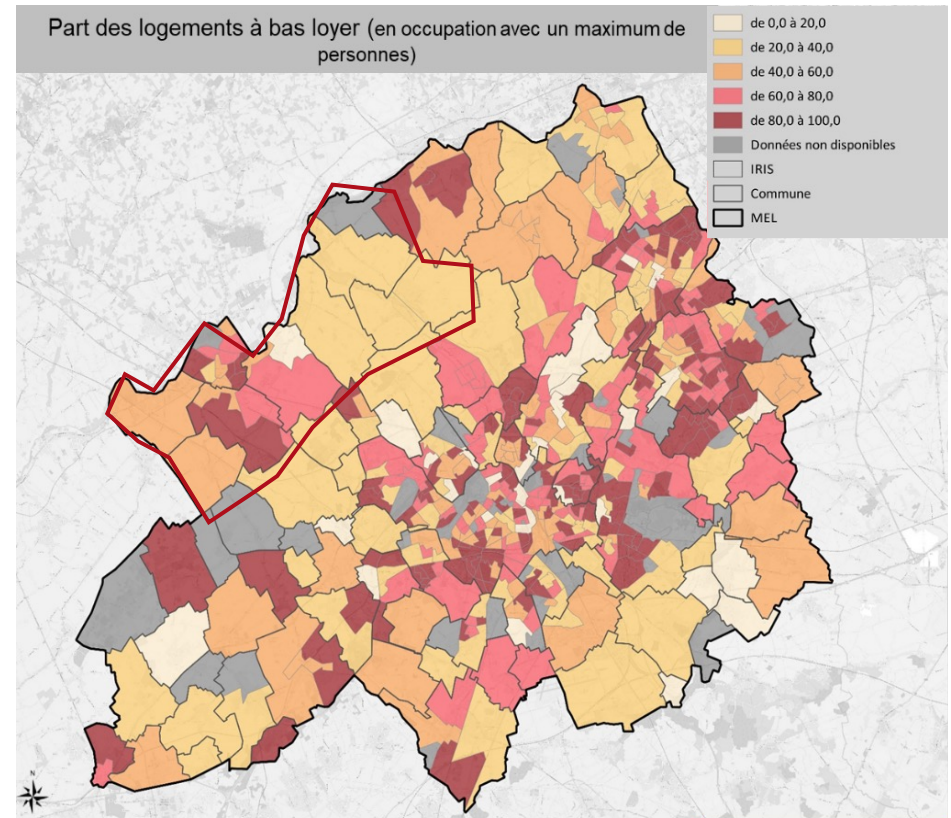 Part des logements à bas loyer (en occupation avec un maximum de
personnes)
de 0,0 à 20,0
de 20,0 à 40,0
de 40,0 à 60,0
de 60,0 à 80,0
de 80,0 à 100,0
Données non disponibles
IRIS
Commune
MEL
N